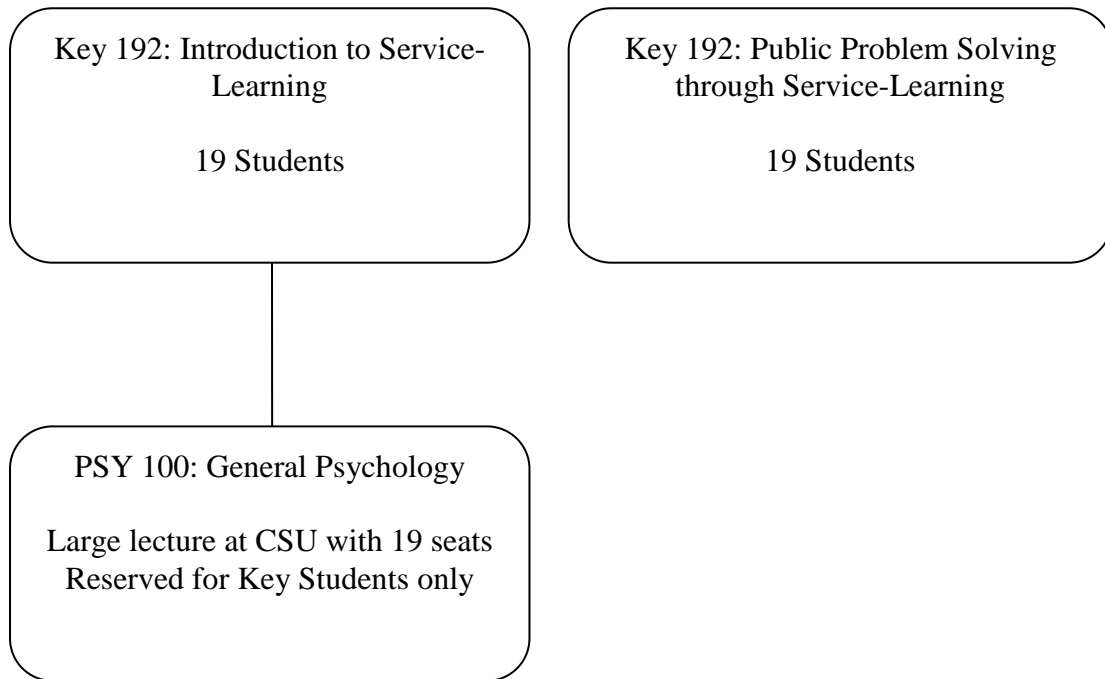 Key 192: Introduction to Service-
Learning
19 Students
Key 192: Public Problem Solving
through Service-Learning
19 Students
PSY 100: General Psychology
Large lecture at CSU with 19 seats
Reserved for Key Students only